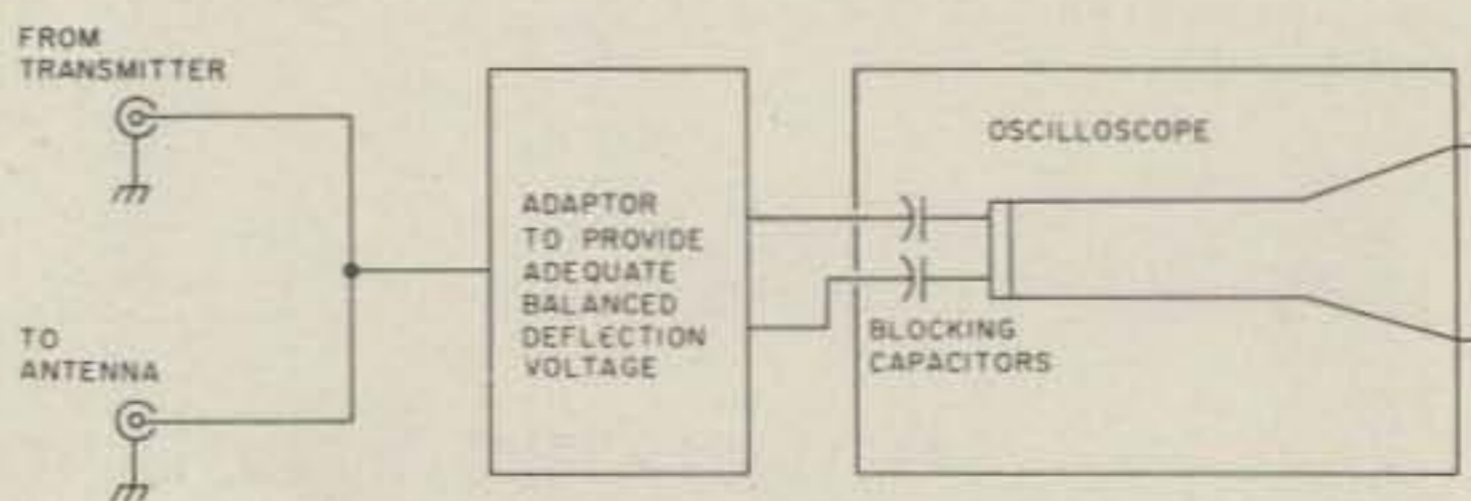 FROM
TRANSMITTER
OSCILLOSCOPE
ADAPTOR
TO PROVIDE
ADEQUATE
BALANCED
DEFLECTION
VOLTAGE
TO
ANTENNA
BLOCKING
CAPACITORS